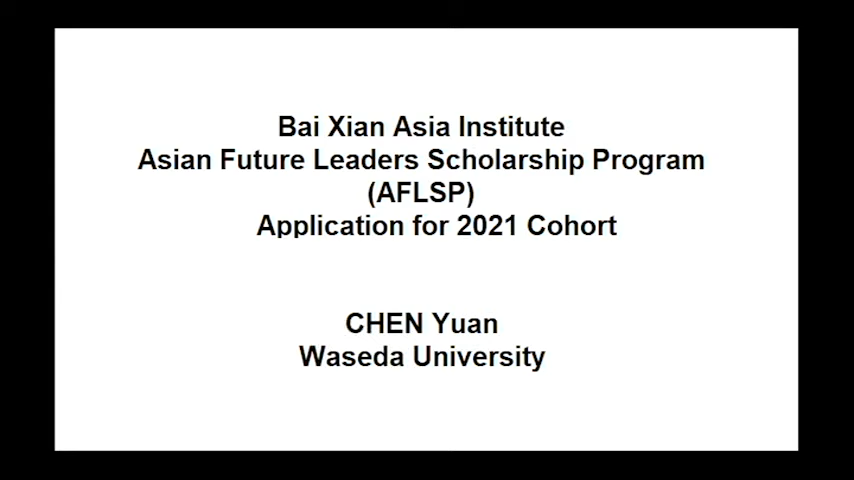 Bai Xian Asia Institute
Asian Future Leaders Scholarship Program
(AFLSP)
Application for 2021 Cohort
CHEN Yuan
Waseda University